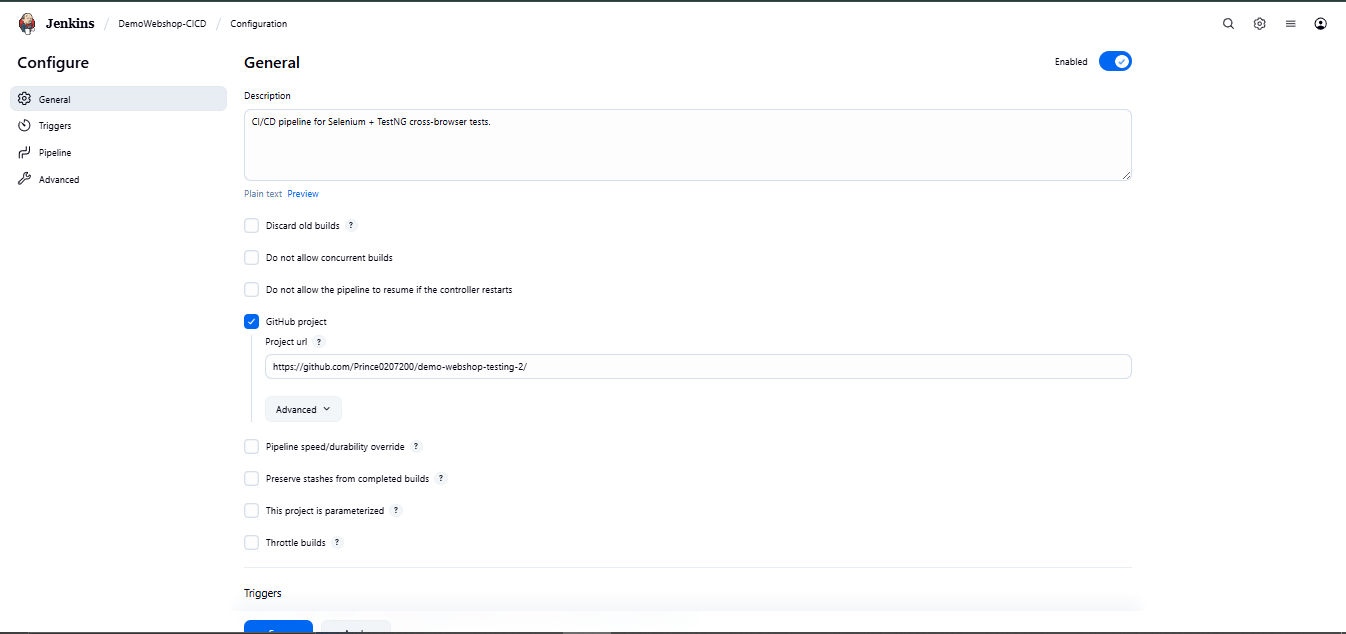 Jenkins / DemoWebshop-CICD / Configuration
Configure
General
Triggers
Pipeline
Advanced
General
Enabled
Description
CI/CD pipeline for Selenium + TestNG cross-browser tests.
Plain text Preview
Discard old builds ?
Do not allow concurrent builds
Do not allow the pipeline to resume if the controller restarts
GitHub project
Project url ?
https://github.com/Prince0207200/demo-webshop-testing-2/
Advanced
Pipeline speed/durability override ?
Preserve stashes from completed builds ?
This project is parameterized ?
Throttle builds ?
Triggers